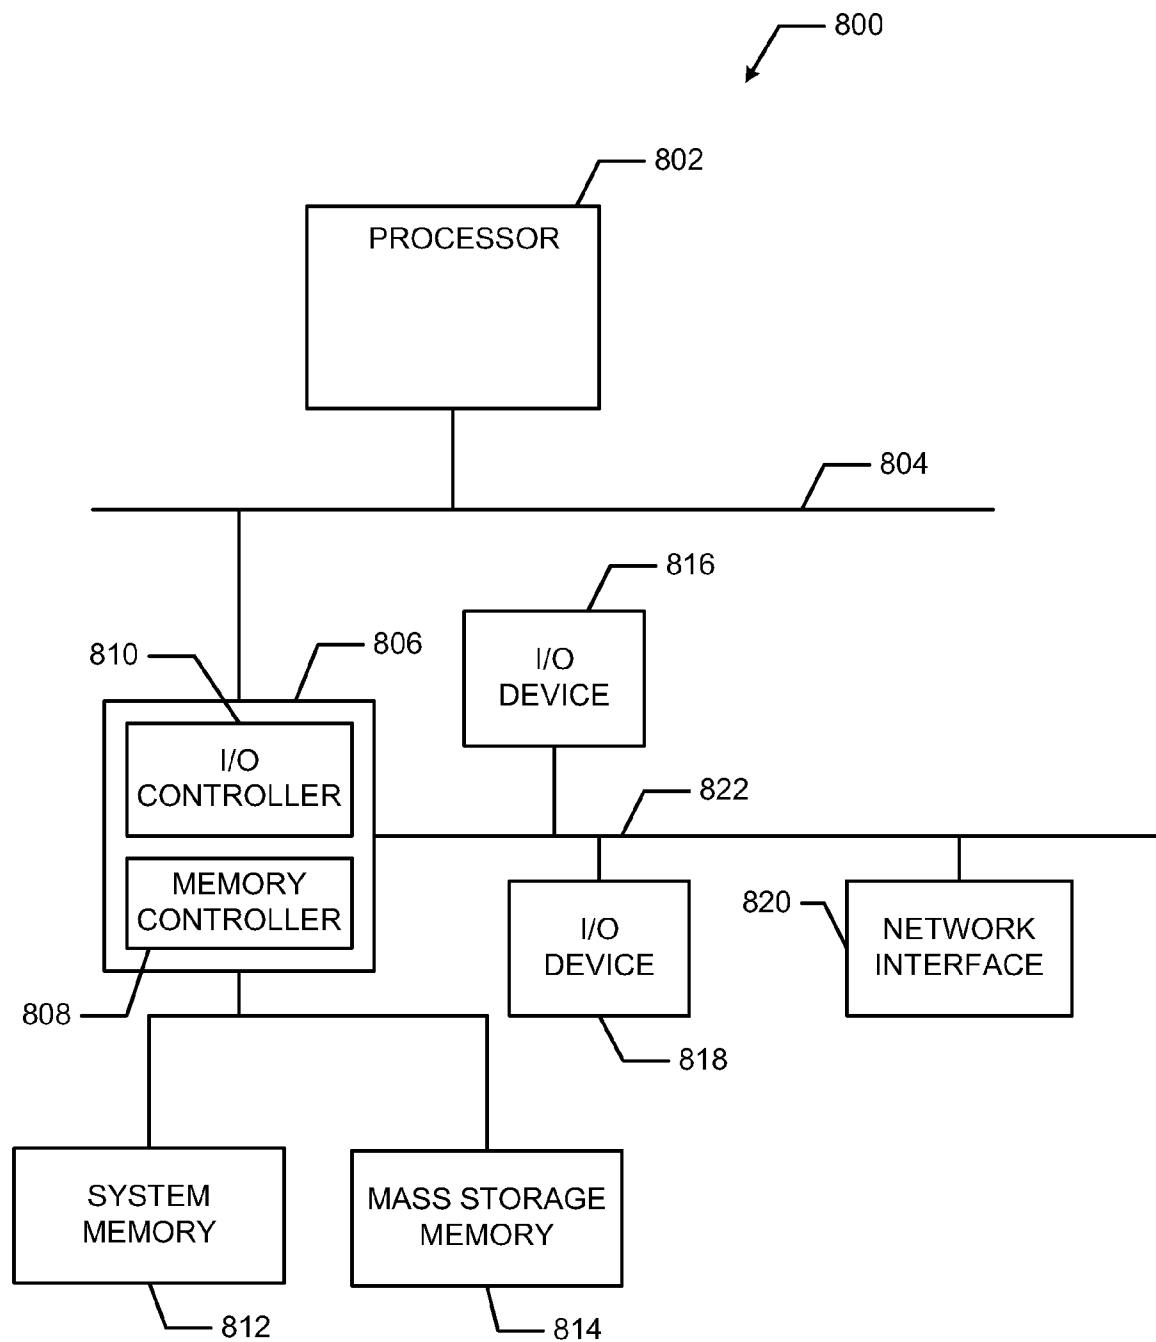 800
802
PROCESSOR
804
816
806
810
I/O
DEVICE
I/O
CONTROLLER
822
MEMORY
CONTROLLER
820
I/O
DEVICE
NETWORK
INTERFACE
808
818
SYSTEM
MEMORY
MASS STORAGE
MEMORY
812
814